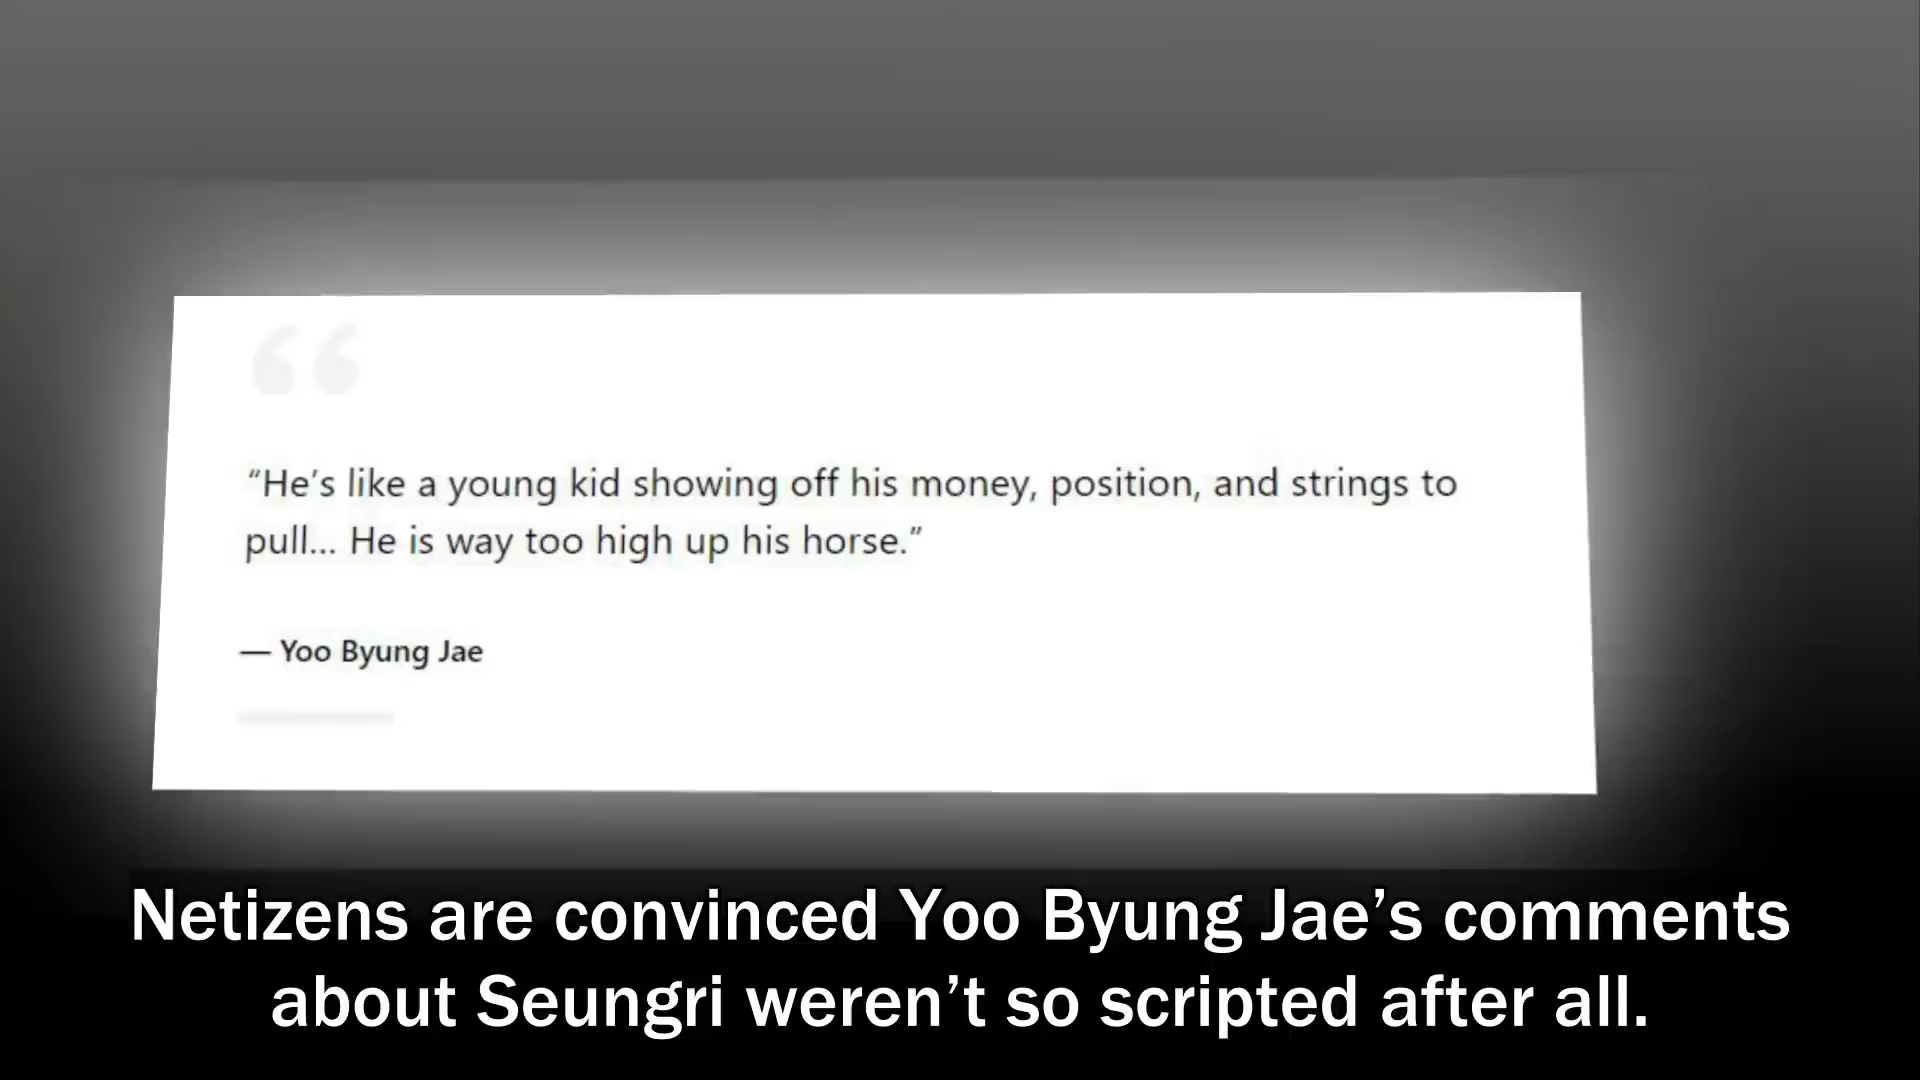 “
“He’s like a young kid showing off his money, position, and strings to
pull... He is way too high up his horse.”
— Yoo Byung Jae
Netizens are convinced Yoo Byung Jae’s comments
about Seungri weren’t so scripted after all.